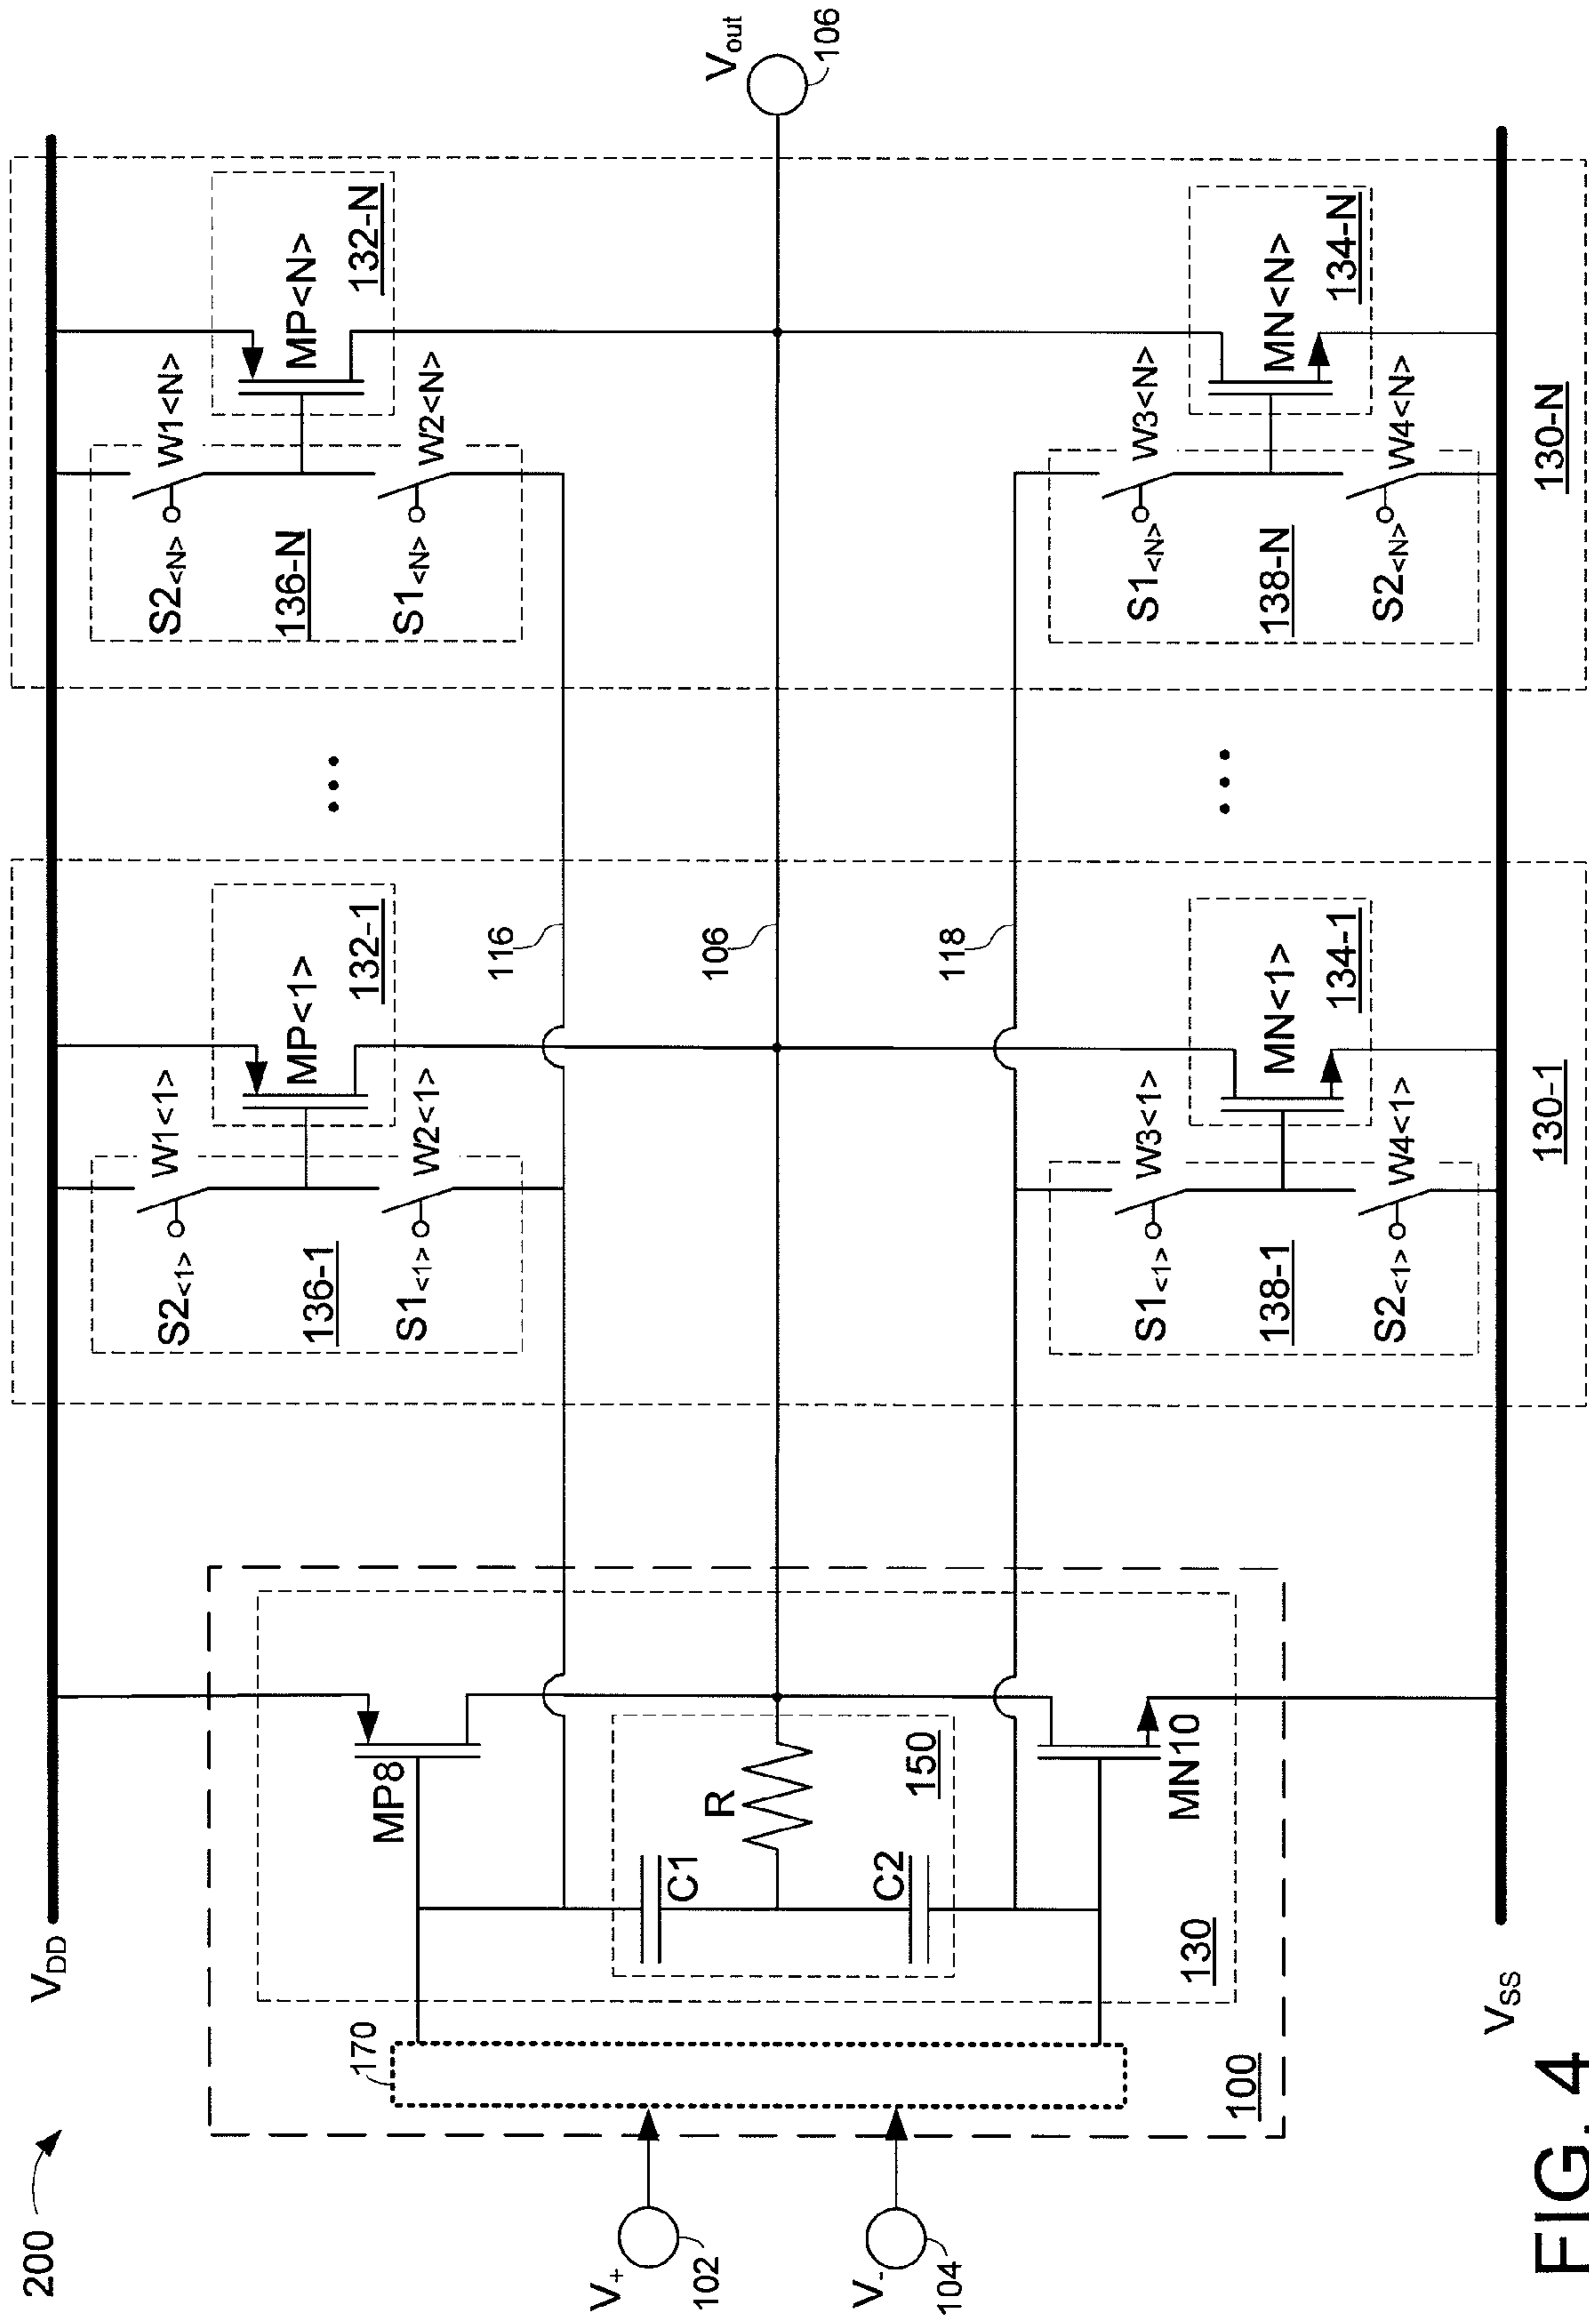 200
V+
102
V-
104
VDD
VSS
170
100
130
MP8
C1
R
C2
150
MN10
116
106
118
S2<1>
W1<1>
136-1
S1<1>
W2<1>
MP<1>
132-1
S1<1>
W3<1>
138-1
S2<1>
W4<1>
MN<1>
134-1
130-1
...
...
S2<N>
W1<N>
136-N
S1<N>
W2<N>
MP<N>
132-N
S1<N>
W3<N>
138-N
S2<N>
W4<N>
MN<N>
134-N
130-N
Vout
106
FIG. 4